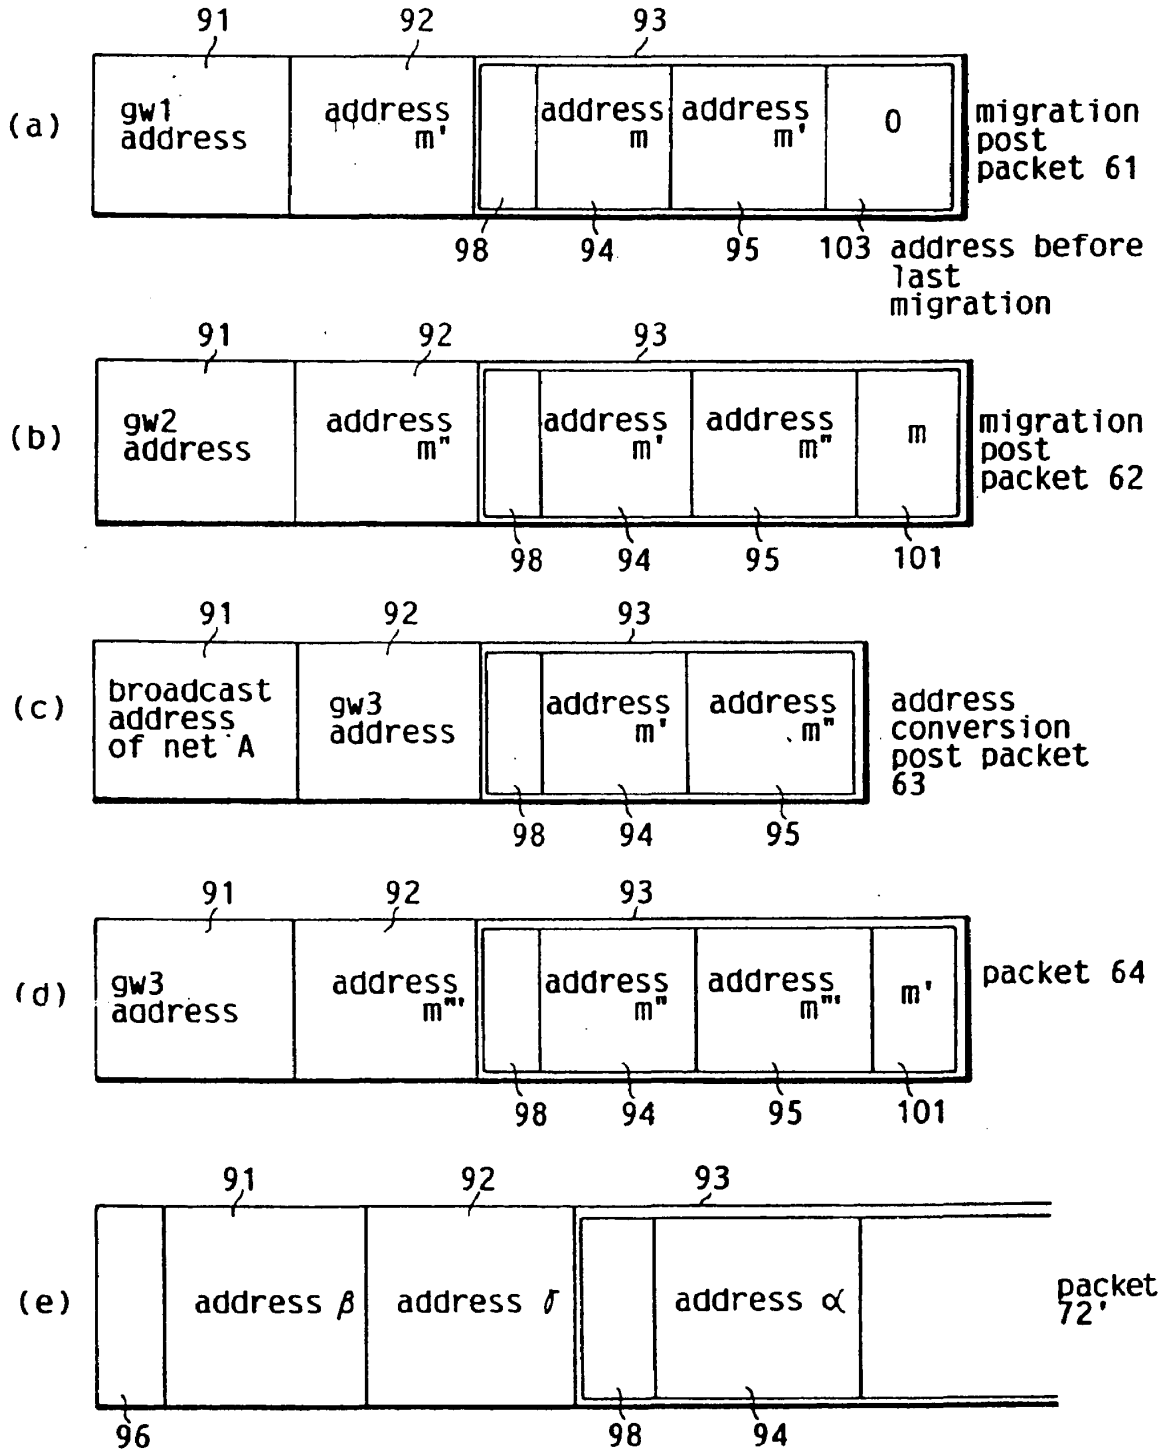 91 92 93
(a) gw1 address address m' address m address m' 0 migration post packet 61
98 94 95 103 address before last migration
91 92 93
(b) gw2 address address m" address m' address m" m migration post packet 62
98 94 95 101
91 92 93
(c) broadcast address of net A gw3 address address m' address m" address conversion post packet 63
98 94 95
91 92 93
(d) gw3 address address m"' address m" address m"' m' packet 64
98 94 95 101
91 92 93
(e) address β address γ address α packet 72'
96 98 94